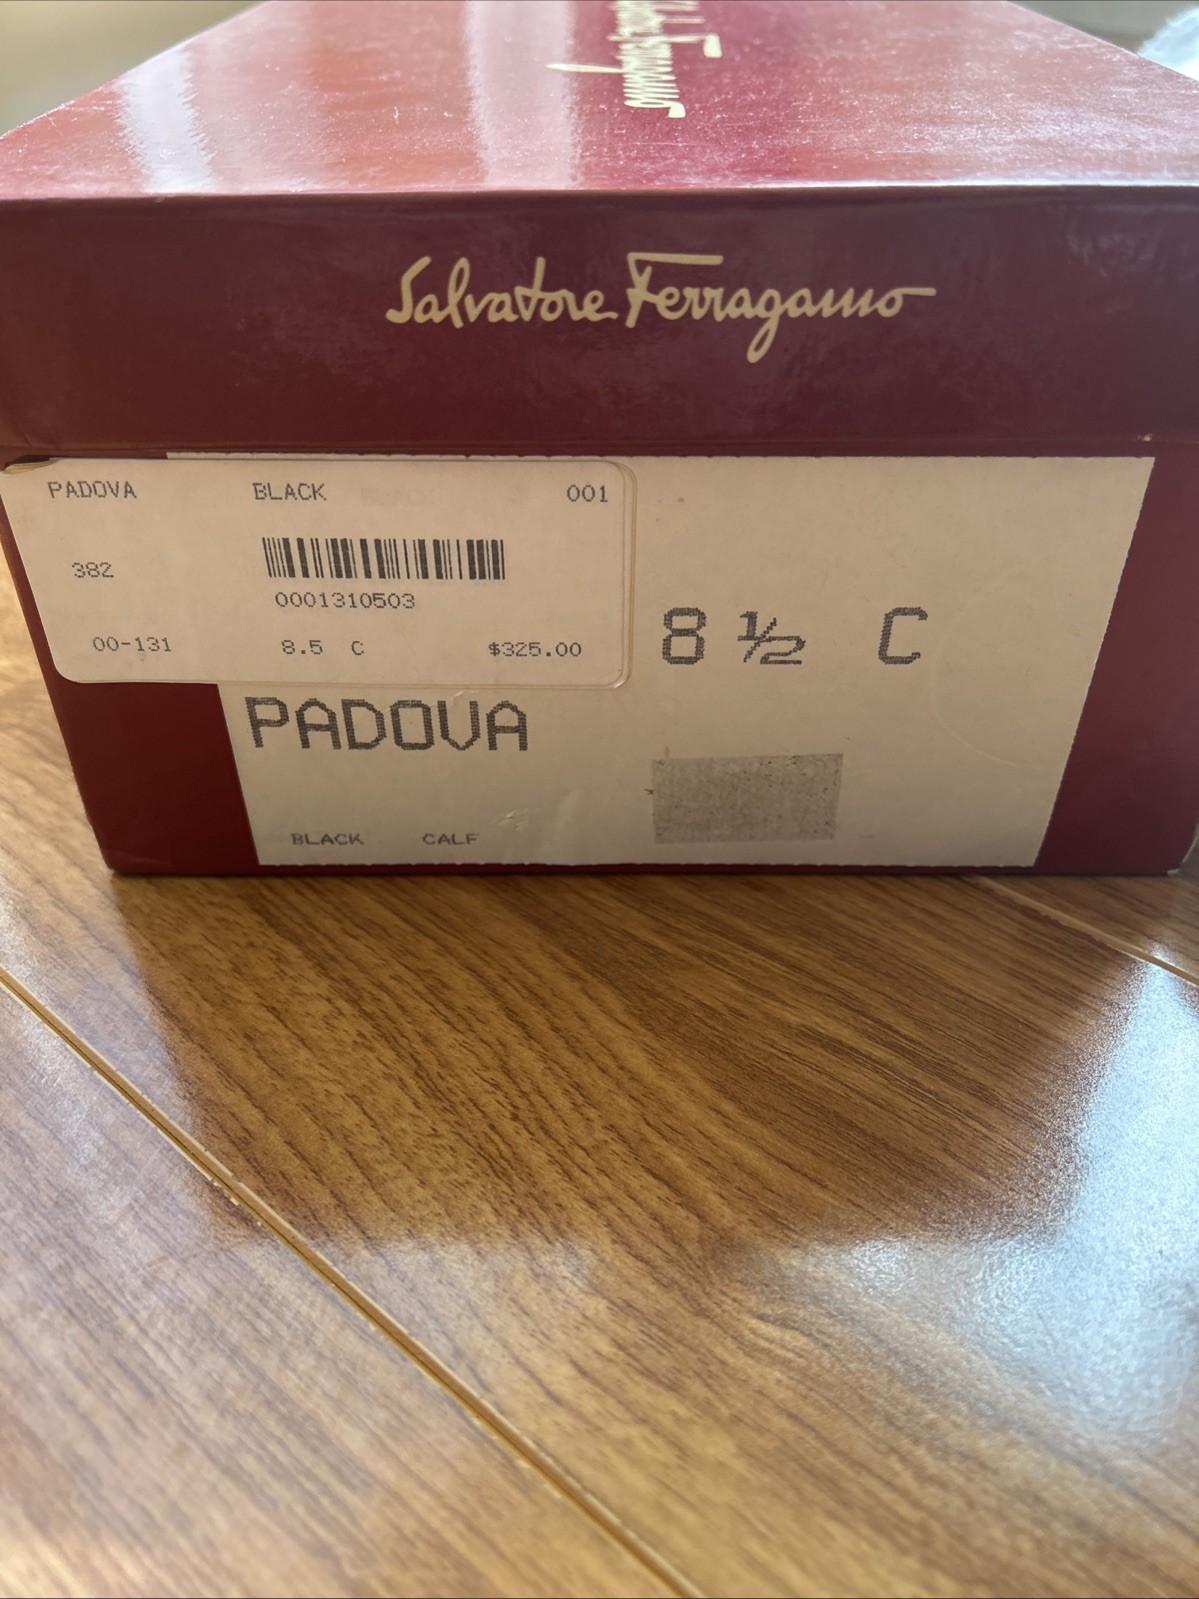 Salvatore Ferragamo
PADOVA BLACK 001
382
0001310503
00-131 8.5 C $325.00
8 ½ C
PADOVA
BLACK CALF